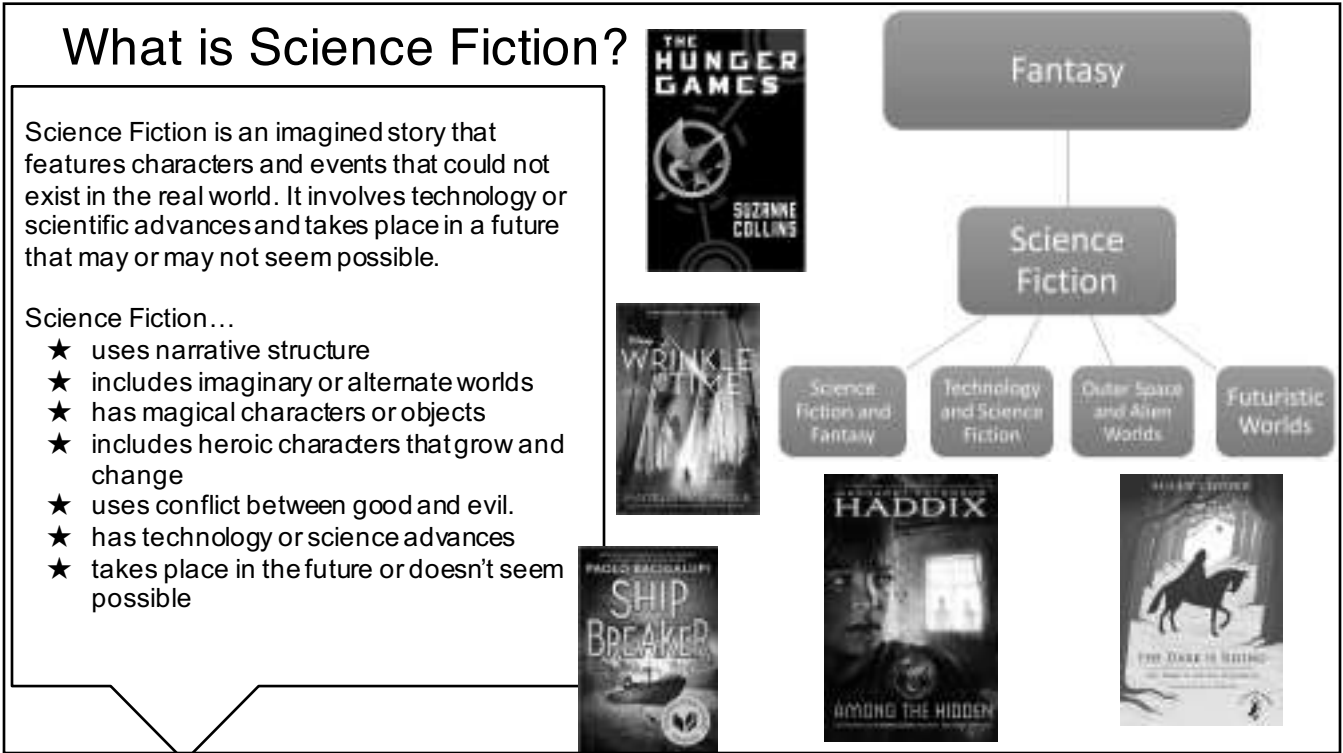 What is Science Fiction?
Science Fiction is an imagined story that
features characters and events that could not
exist in the real world. It involves technology or
scientific advances and takes place in a future
that may or may not seem possible.
Science Fiction…
★ uses narrative structure
★ includes imaginary or alternate worlds
★ has magical characters or objects
★ includes heroic characters that grow and
change
★ uses conflict between good and evil.
★ has technology or science advances
★ takes place in the future or doesn't seem
possible
THE
HUNGER
GAMES
SUZANNE
COLLINS
WRINKLE
TIME
PAOLO BACIGALUPI
SHIP
BREAKER
Fantasy
Science
Fiction
Science
Fiction and
Fantasy
Technology
and Science
Fiction
Outer Space
and Alien
Worlds
Futuristic
Worlds
HADDIX
AMONG THE HIDDEN
SUSAN COOPER
THE DARK IS RISING